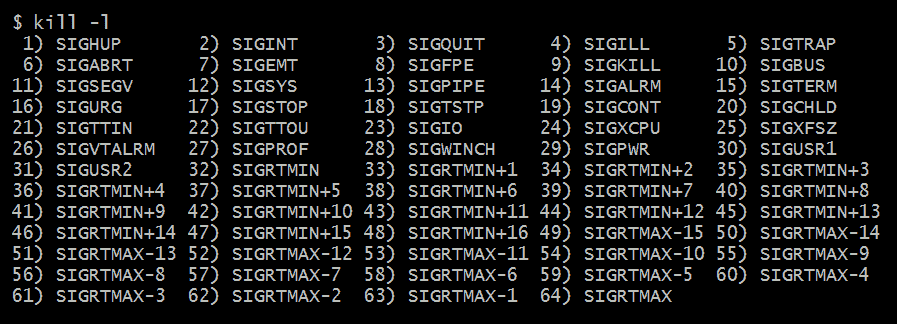 $ kill -l
 1) SIGHUP       2) SIGINT       3) SIGQUIT      4) SIGILL       5) SIGTRAP
 6) SIGABRT      7) SIGEMT       8) SIGFPE       9) SIGKILL     10) SIGBUS
11) SIGSEGV     12) SIGSYS      13) SIGPIPE     14) SIGALRM     15) SIGTERM
16) SIGURG      17) SIGSTOP     18) SIGTSTP     19) SIGCONT     20) SIGCHLD
21) SIGTTIN     22) SIGTTOU     23) SIGIO       24) SIGXCPU     25) SIGXFSZ
26) SIGVTALRM   27) SIGPROF     28) SIGWINCH    29) SIGPWR      30) SIGUSR1
31) SIGUSR2     32) SIGRTMIN    33) SIGRTMIN+1  34) SIGRTMIN+2  35) SIGRTMIN+3
36) SIGRTMIN+4  37) SIGRTMIN+5  38) SIGRTMIN+6  39) SIGRTMIN+7  40) SIGRTMIN+8
41) SIGRTMIN+9  42) SIGRTMIN+10 43) SIGRTMIN+11 44) SIGRTMIN+12 45) SIGRTMIN+13
46) SIGRTMIN+14 47) SIGRTMIN+15 48) SIGRTMIN+16 49) SIGRTMAX-15 50) SIGRTMAX-14
51) SIGRTMAX-13 52) SIGRTMAX-12 53) SIGRTMAX-11 54) SIGRTMAX-10 55) SIGRTMAX-9
56) SIGRTMAX-8  57) SIGRTMAX-7  58) SIGRTMAX-6  59) SIGRTMAX-5  60) SIGRTMAX-4
61) SIGRTMAX-3  62) SIGRTMAX-2  63) SIGRTMAX-1  64) SIGRTMAX